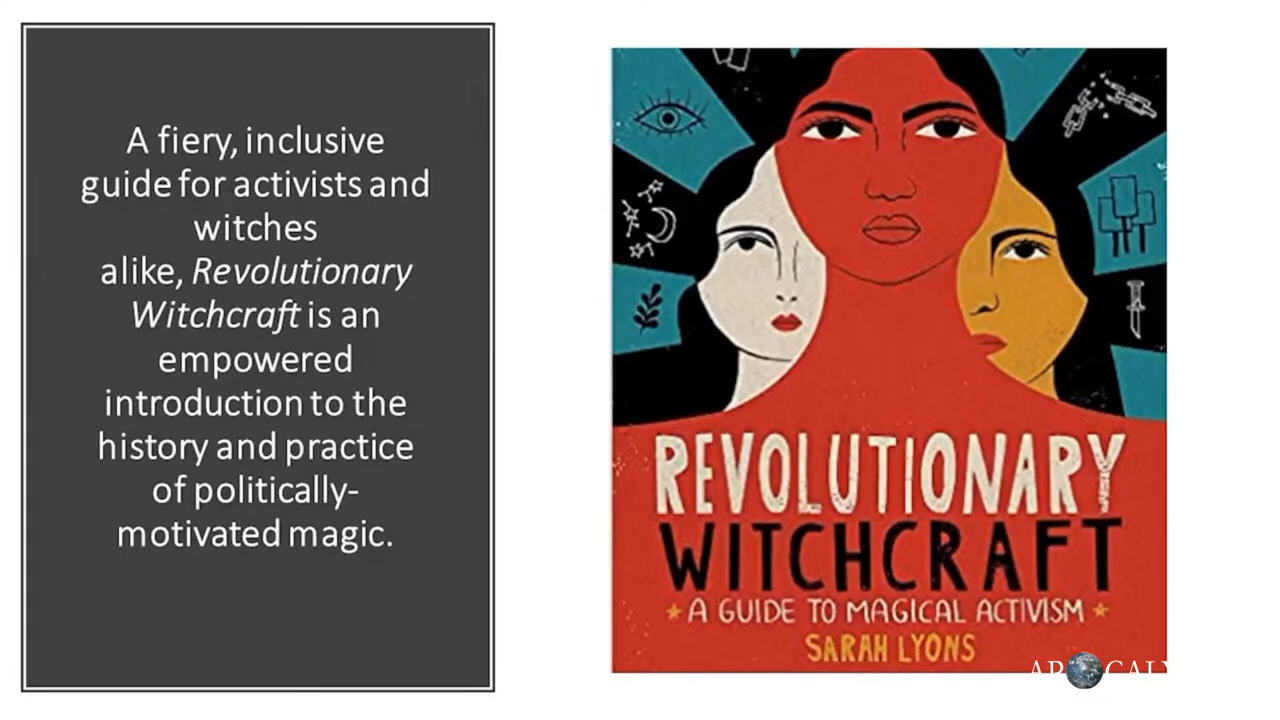 A fiery, inclusive
guide for activists and
witches
alike, Revolutionary
Witchcraft is an
empowered
introduction to the
history and practice
of politically-
motivated magic.
REVOLUTIONARY
WITCHCRAFT
A GUIDE TO MAGICAL ACTIVISM
SARAH LYONS